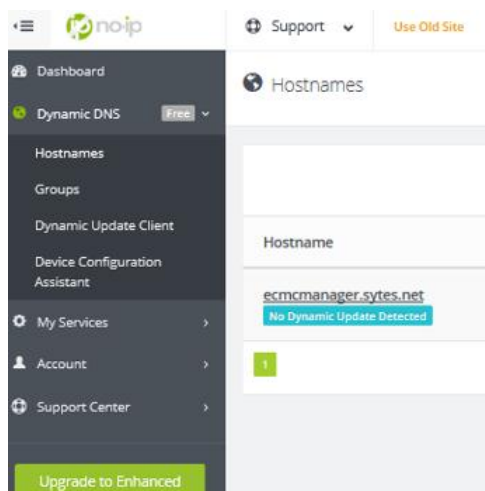 no-ip
Support
Use Old Site
Dashboard
Hostnames
Dynamic DNS
Free
Hostnames
Groups
Dynamic Update Client
Device Configuration
Assistant
My Services
Account
Support Center
Upgrade to Enhanced
Hostname
ecmcmanager.sytes.net
No Dynamic Update Detected
1